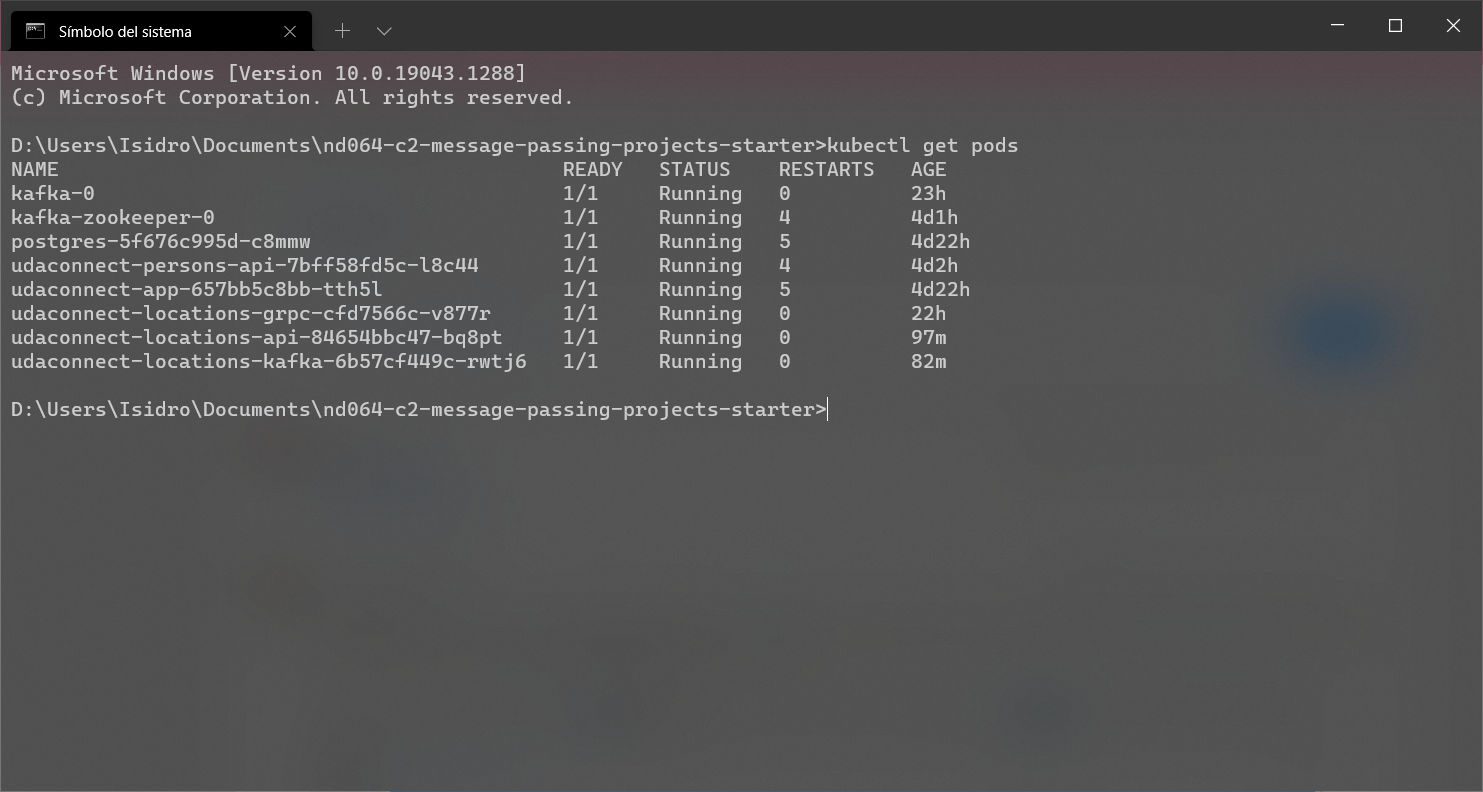 Símbolo del sistema
Microsoft Windows [Version 10.0.19043.1288]
(c) Microsoft Corporation. All rights reserved.
D:\Users\Isidro\Documents\nd064-c2-message-passing-projects-starter>kubectl get pods
NAME                                          READY   STATUS    RESTARTS   AGE
kafka-0                                       1/1     Running   0          23h
kafka-zookeeper-0                             1/1     Running   4          4d1h
postgres-5f676c995d-c8mmw                     1/1     Running   5          4d22h
udaconnect-persons-api-7bff58fd5c-l8c44       1/1     Running   4          4d2h
udaconnect-app-657bb5c8bb-tth5l               1/1     Running   5          4d22h
udaconnect-locations-grpc-cfd7566c-v877r      1/1     Running   0          22h
udaconnect-locations-api-84654bbc47-bq8pt     1/1     Running   0          97m
udaconnect-locations-kafka-6b57cf449c-rwtj6   1/1     Running   0          82m
D:\Users\Isidro\Documents\nd064-c2-message-passing-projects-starter>